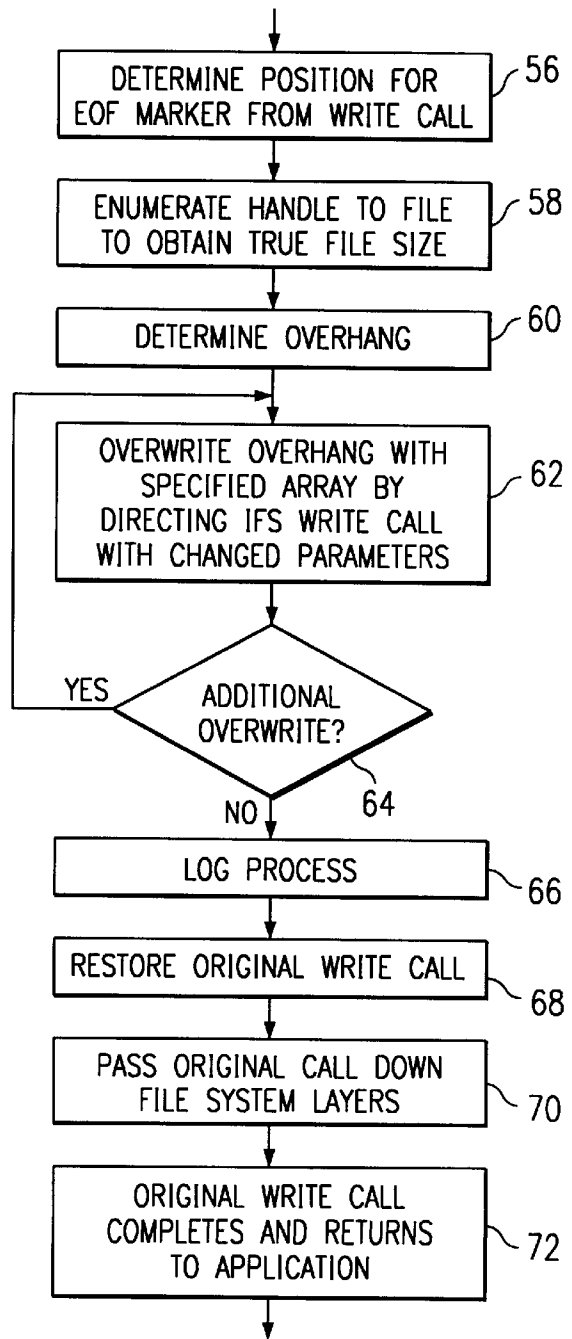 DETERMINE POSITION FOR
EOF MARKER FROM WRITE CALL
56
ENUMERATE HANDLE TO FILE
TO OBTAIN TRUE FILE SIZE
58
DETERMINE OVERHANG
60
OVERWRITE OVERHANG WITH
SPECIFIED ARRAY BY
DIRECTING IFS WRITE CALL
WITH CHANGED PARAMETERS
62
YES
ADDITIONAL
OVERWRITE?
64
NO
LOG PROCESS
66
RESTORE ORIGINAL WRITE CALL
68
PASS ORIGINAL CALL DOWN
FILE SYSTEM LAYERS
70
ORIGINAL WRITE CALL
COMPLETES AND RETURNS
TO APPLICATION
72